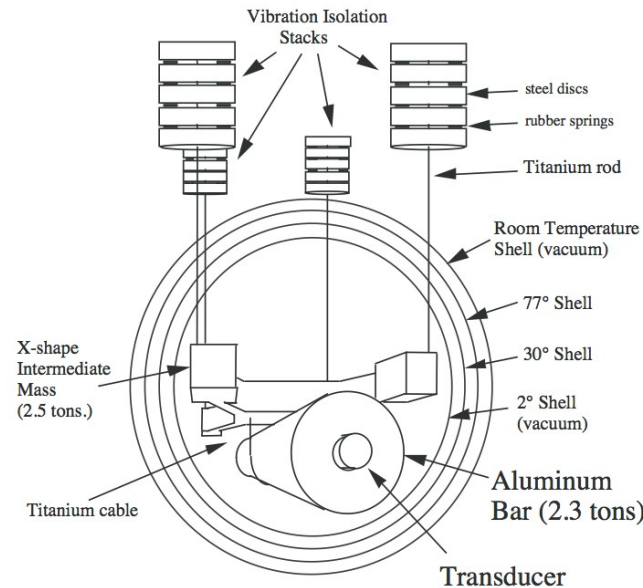 Vibration Isolation
Stacks
steel discs
rubber springs
Titanium rod
Room Temperature
Shell (vacuum)
77° Shell
X-shape
Intermediate
Mass
(2.5 tons.)
30° Shell
2° Shell
(vacuum)
Titanium cable
Aluminum
Bar (2.3 tons)
Transducer